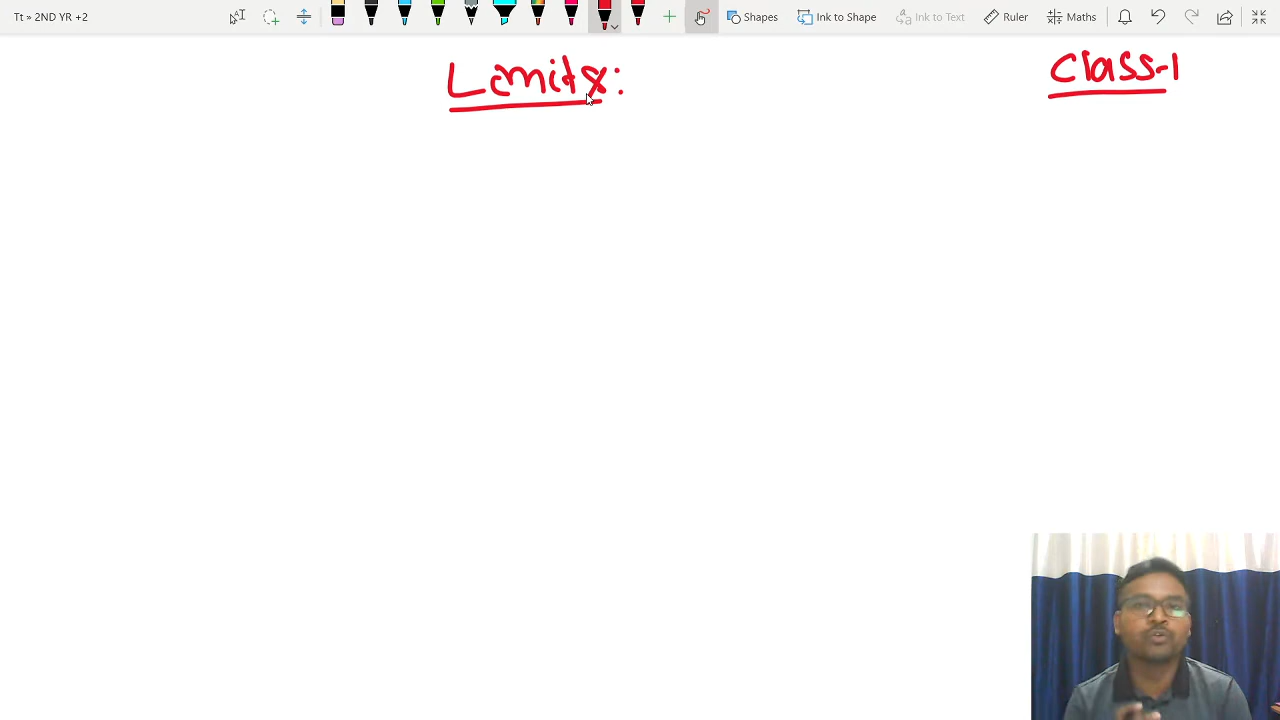 Tt » 2ND YR +2 Shapes Ink to Shape Ink to Text Ruler Maths
Limits: Class-1